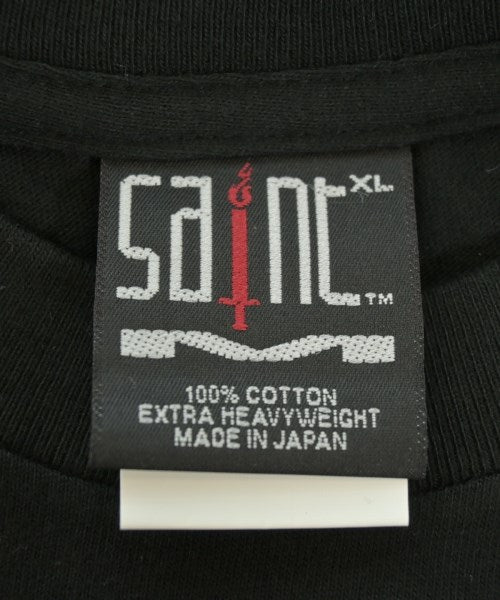 saint XL
TM
100% COTTON
EXTRA HEAVYWEIGHT
MADE IN JAPAN